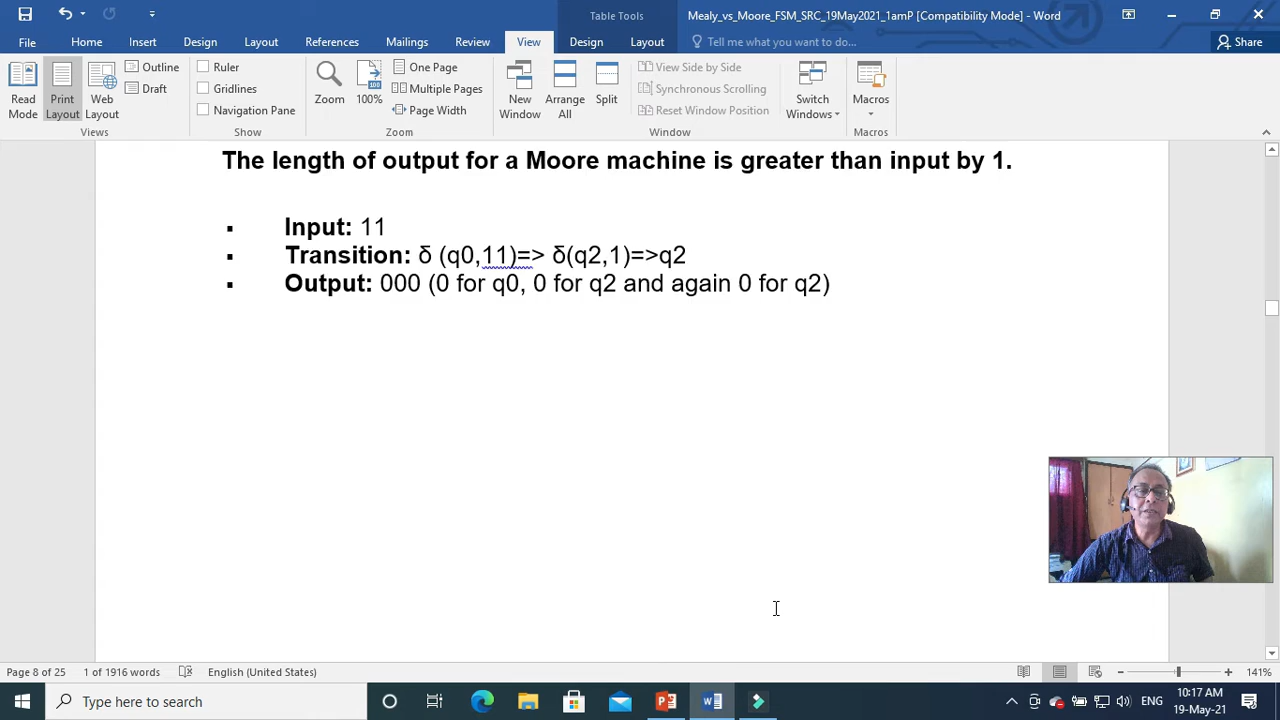 Table Tools
Mealy_vs_Moore_FSM_SRC_19May2021_1amP [Compatibility Mode] - Word
File Home Insert Design Layout References Mailings Review View Design Layout Tell me what you want to do... Share
Read Mode
Print Layout
Web Layout
Outline
Draft
Views
Ruler
Gridlines
Navigation Pane
Show
Zoom
100%
One Page
Multiple Pages
Page Width
Zoom
New Window
Arrange All
Split
View Side by Side
Synchronous Scrolling
Reset Window Position
Window
Switch Windows
Macros
Macros
The length of output for a Moore machine is greater than input by 1.
▪ Input: 11
▪ Transition: δ (q0,11)=> δ(q2,1)=>q2
▪ Output: 000 (0 for q0, 0 for q2 and again 0 for q2)
Page 8 of 25 1 of 1916 words English (United States) 141%
Type here to search
ENG
10:17 AM
19-May-21